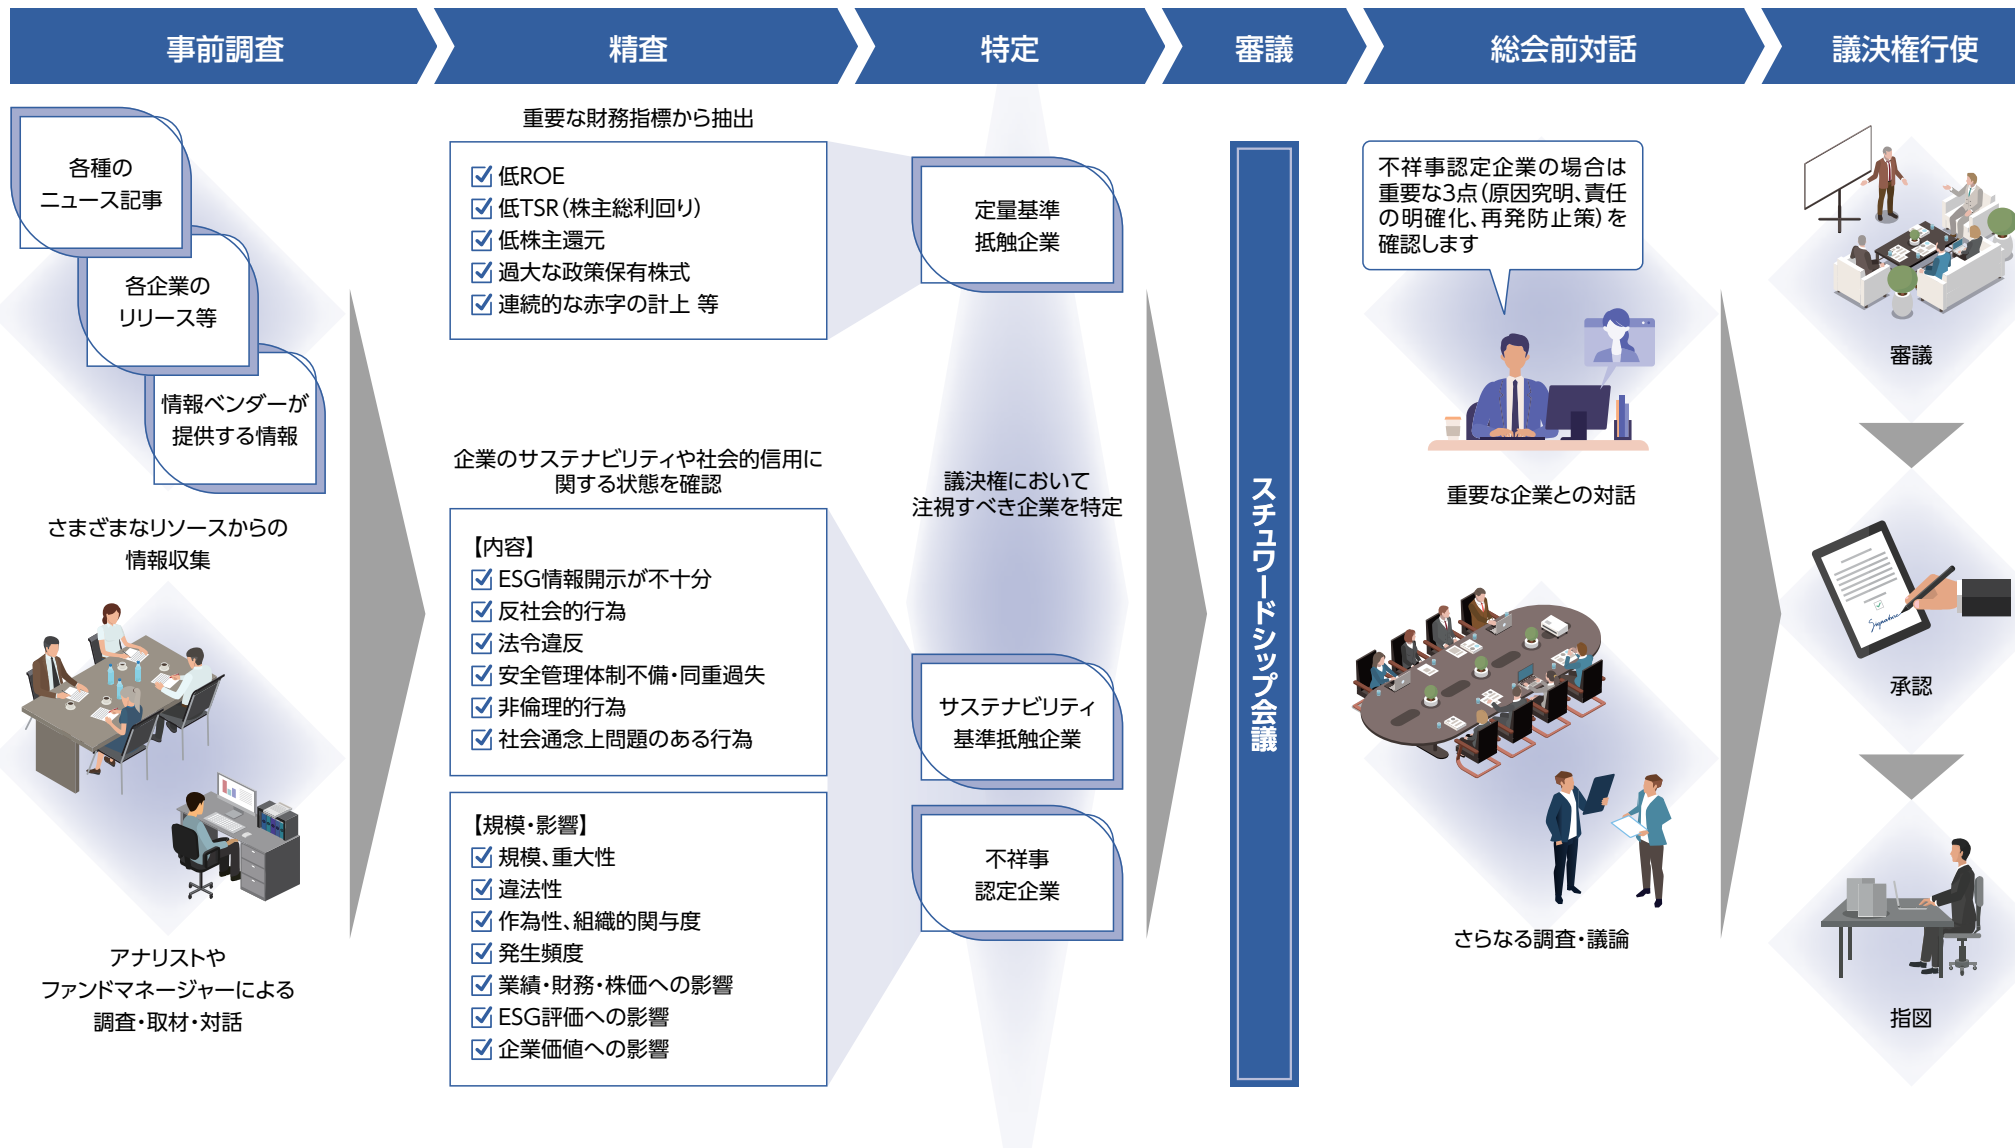 事前調査
精査
特定
審議
総会前対話
議決権行使
各種の
ニュース記事
各企業の
リリース等
情報ベンダーが
提供する情報
さまざまなリソースからの
情報収集
アナリストや
ファンドマネージャーによる
調査・取材・対話
重要な財務指標から抽出
低ROE
低TSR（株主総利回り）
低株主還元
過大な政策保有株式
連続的な赤字の計上 等
企業のサステナビリティや社会的信用に
関する状態を確認
【内容】
ESG情報開示が不十分
反社会的行為
法令違反
安全管理体制不備・同重過失
非倫理的行為
社会通念上問題のある行為
【規模・影響】
規模、重大性
違法性
作為性、組織的関与度
発生頻度
業績・財務・株価への影響
ESG評価への影響
企業価値への影響
定量基準
抵触企業
議決権において
注視すべき企業を特定
サステナビリティ
基準抵触企業
不祥事
認定企業
スチュワードシップ会議
不祥事認定企業の場合は
重要な3点（原因究明、責任
の明確化、再発防止策）を
確認します
重要な企業との対話
さらなる調査・議論
審議
Signature
承認
指図